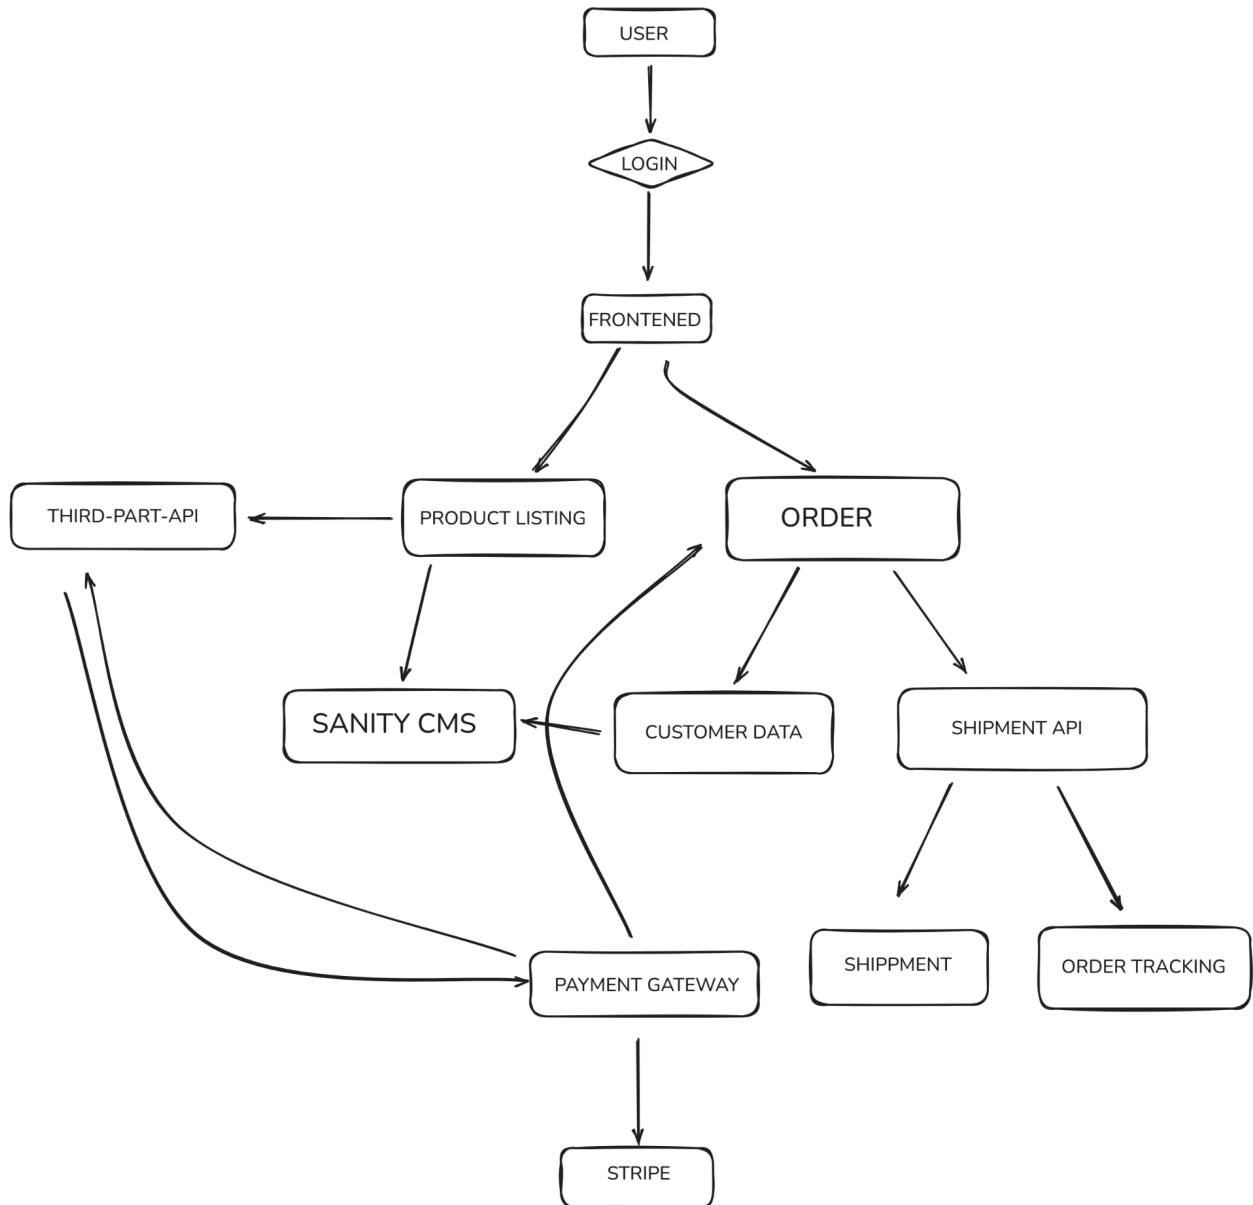 USER
LOGIN
FRONTENED
THIRD-PART-API
PRODUCT LISTING
ORDER
SANITY CMS
CUSTOMER DATA
SHIPMENT API
PAYMENT GATEWAY
SHIPPMENT
ORDER TRACKING
STRIPE